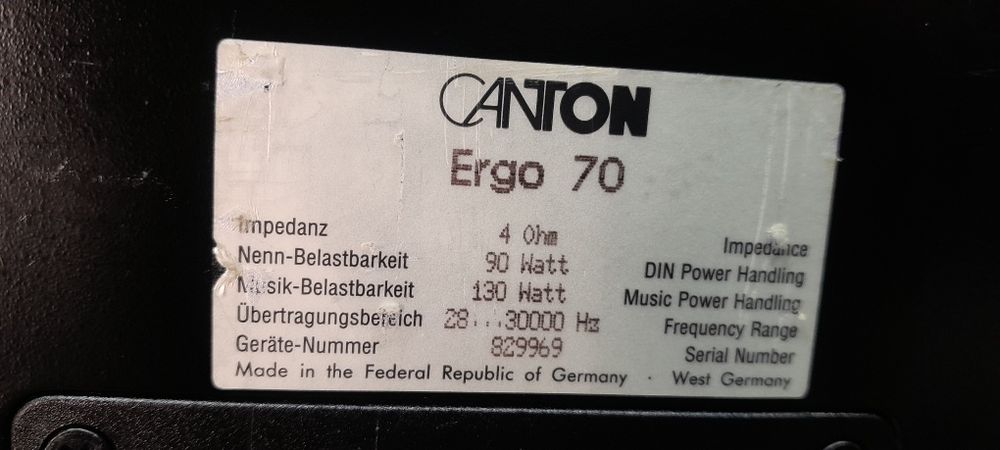 CANTON
Ergo 70
Impedanz 4 Ohm Impedance
Nenn-Belastbarkeit 90 Watt DIN Power Handling
Musik-Belastbarkeit 130 Watt Music Power Handling
Übertragungsbereich 28...30000 Hz Frequency Range
Geräte-Nummer 829969 Serial Number
Made in the Federal Republic of Germany · West Germany